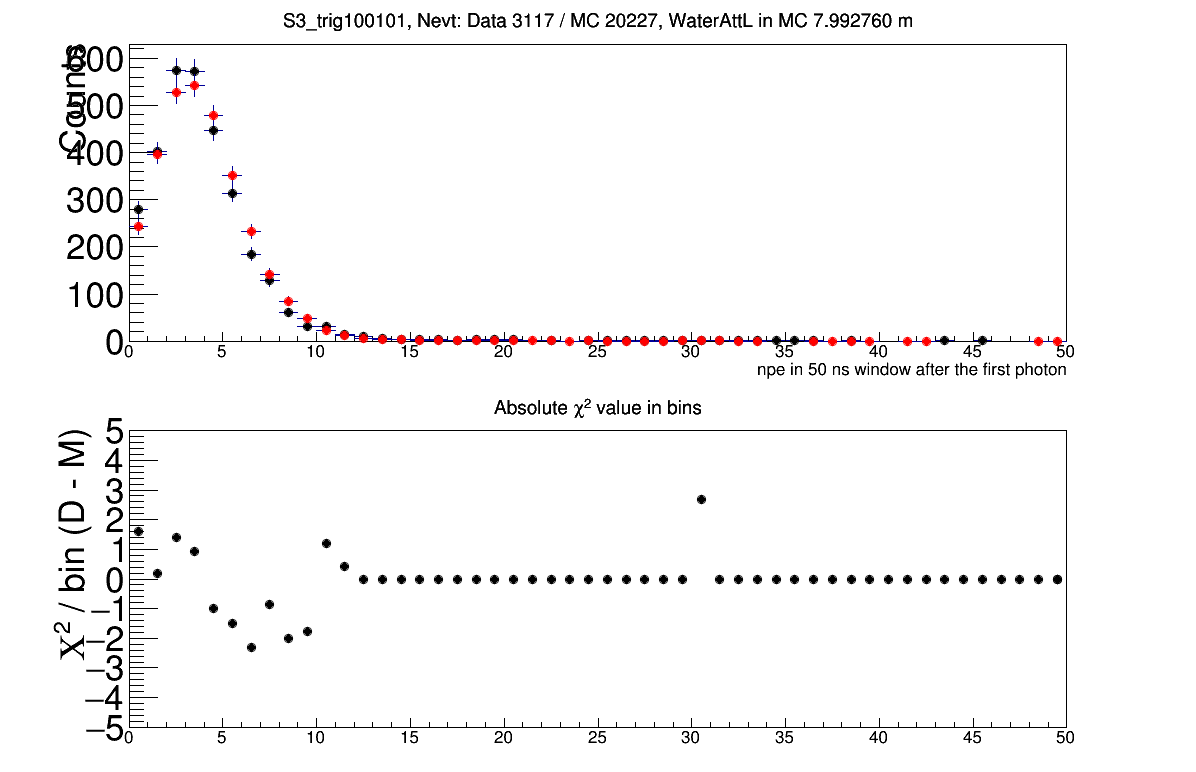 S3_trig100101, Nevt: Data 3117 / MC 20227, WaterAttL in MC 7.992760 m
Counts
600
500
400
300
200
100
0
0 5 10 15 20 25 30 35 40 45 50
npe in 50 ns window after the first photon
Absolute χ² value in bins
X² / bin (D - M)
5
4
3
2
1
0
−1
−2
−3
−4
−5
0 5 10 15 20 25 30 35 40 45 50